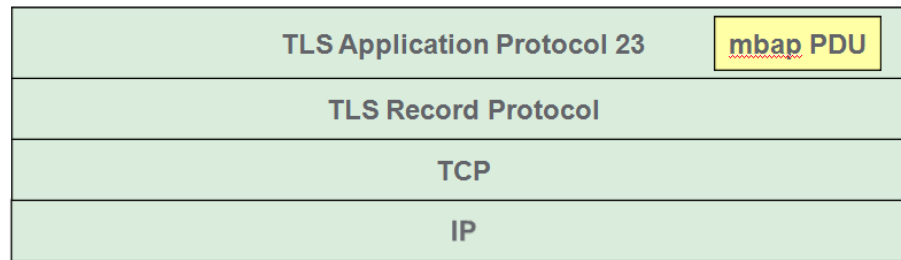 TLS Application Protocol 23 mbap PDU
TLS Record Protocol
TCP
IP